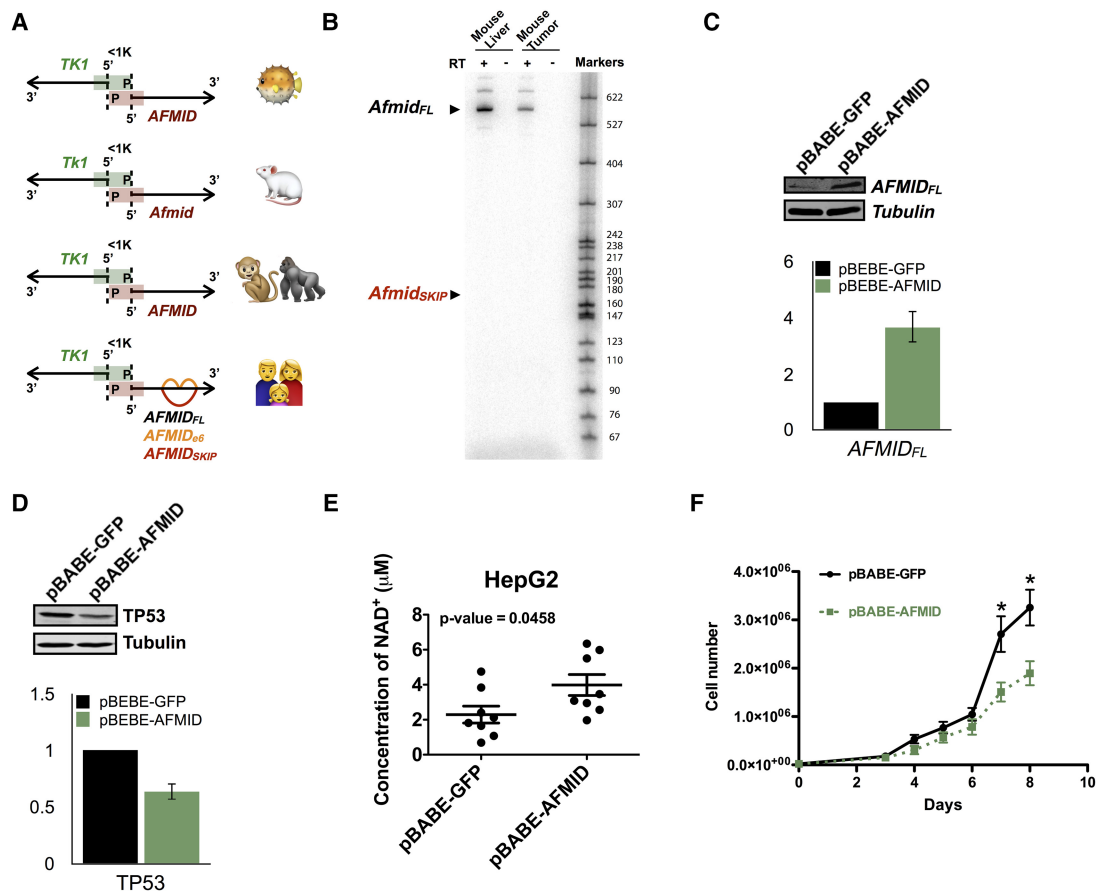 A
TK1
<1K
5'
3'
P
P
3'
5'
AFMID
Tk1
<1K
5'
3'
P
P
3'
5'
Afmid
TK1
<1K
5'
3'
P
P
3'
5'
AFMID
TK1
<1K
5'
3'
P
P
3'
5'
AFMIDFL
AFMIDe6
AFMIDSKIP
B
Mouse Liver
Mouse Tumor
RT + - + - Markers
AfmidFL
AfmidSKIP
622
527
404
307
242
238
217
201
190
180
160
147
123
110
90
76
67
C
pBABE-GFP
pBABE-AFMID
AFMIDFL
Tubulin
pBEBE-GFP
pBEBE-AFMID
6
4
2
0
AFMIDFL
D
pBABE-GFP
pBABE-AFMID
TP53
Tubulin
pBEBE-GFP
pBEBE-AFMID
1.5
1
0.5
0
TP53
E
HepG2
p-value = 0.0458
Concentration of NAD+ (μM)
8
6
4
2
0
pBABE-GFP
pBABE-AFMID
F
pBABE-GFP
pBABE-AFMID
* *
Cell number
4.0×10^06
3.0×10^06
2.0×10^06
1.0×10^06
0.0×10^+00
0 2 4 6 8 10
Days